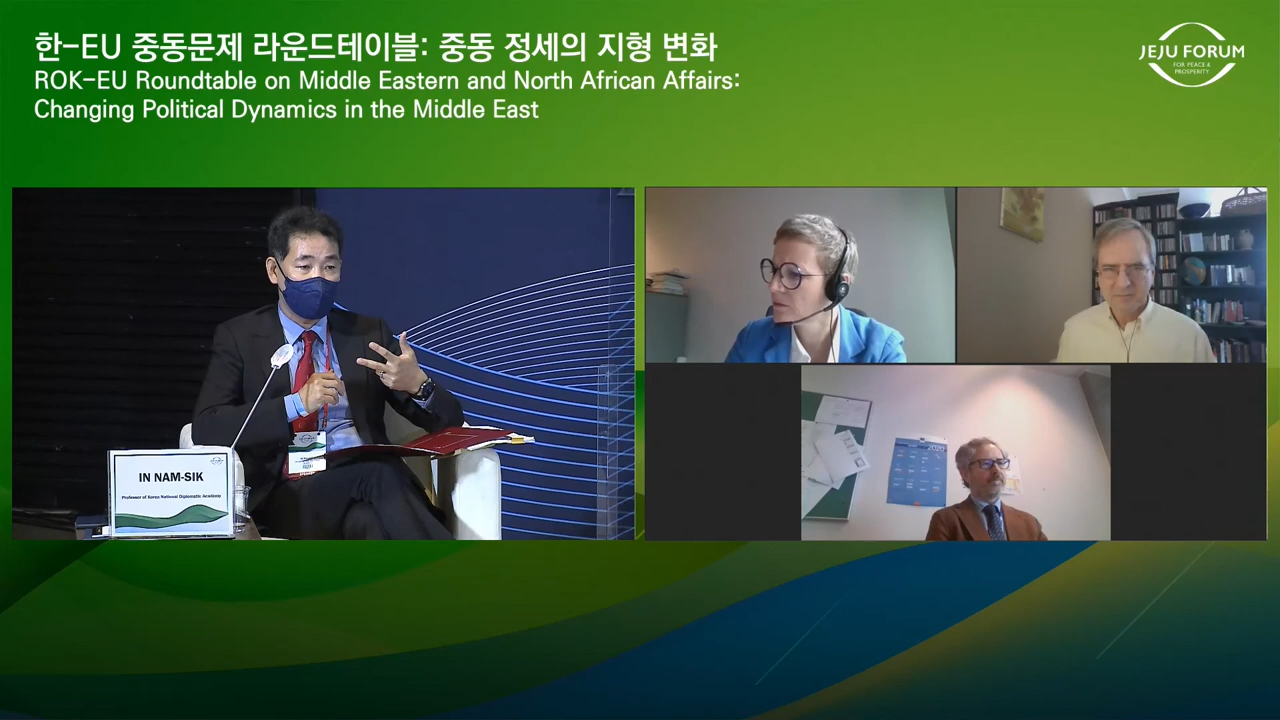 한-EU 중동문제 라운드테이블: 중동 정세의 지형 변화
ROK-EU Roundtable on Middle Eastern and North African Affairs:
Changing Political Dynamics in the Middle East
JEJU FORUM
FOR PEACE &
PROSPERITY
IN NAM-SIK
Professor of Korea National Diplomatic Academy
2020